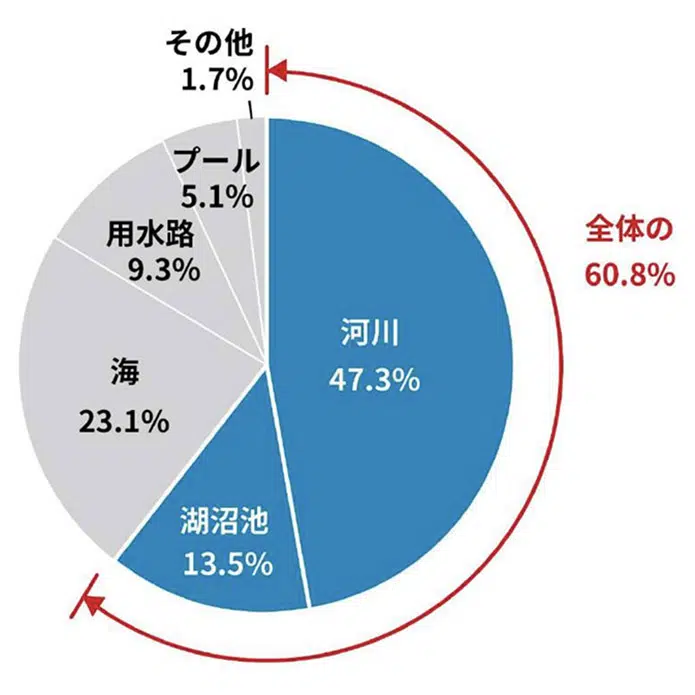 その他
1.7%
プール
5.1%
用水路
9.3%
海
23.1%
河川
47.3%
湖沼池
13.5%
全体の
60.8%